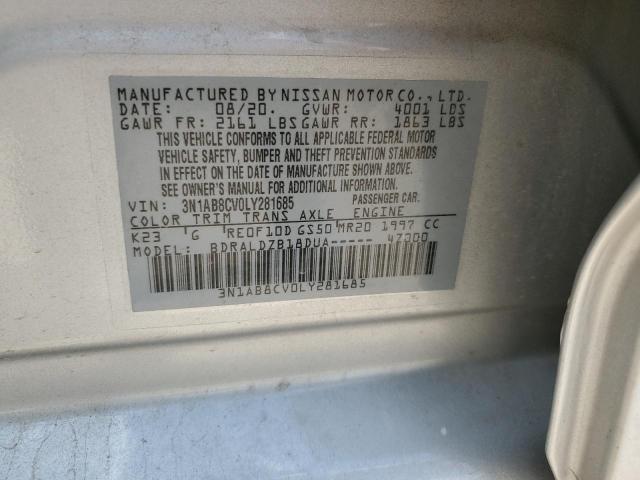 MANUFACTURED BY NISSAN MOTOR CO., LTD.
DATE: 08/20. GVWR: 4001 LBS
GAWR FR: 2161 LBS GAWR RR: 1863 LBS
THIS VEHICLE CONFORMS TO ALL APPLICABLE FEDERAL MOTOR
VEHICLE SAFETY, BUMPER AND THEFT PREVENTION STANDARDS
IN EFFECT ON THE DATE OF MANUFACTURE SHOWN ABOVE.
SEE OWNER'S MANUAL FOR ADDITIONAL INFORMATION.
VIN: 3N1AB8CV0LY281685 PASSENGER CAR.
COLOR TRIM TRANS AXLE ENGINE
K23 'G RE0F10D GS50 MR20 1997 CC
MODEL: BDRALDZB18DUA----- 47J00
3N1AB8CV0LY281685